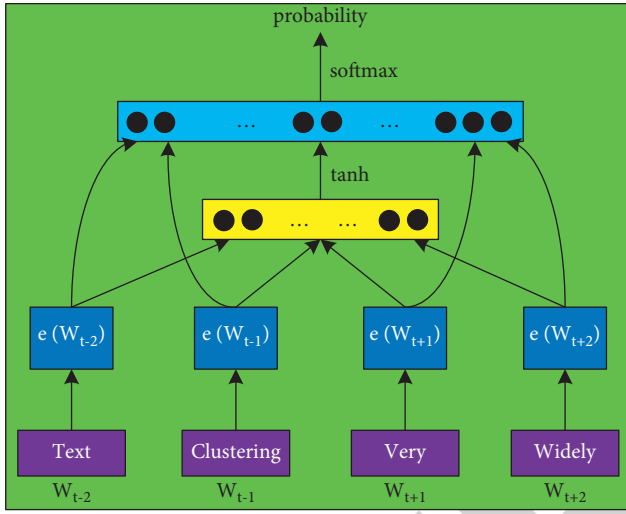 probability
softmax
... ...
tanh
... ...
e (Wt-2) e (Wt-1) e (Wt+1) e (Wt+2)
Text Clustering Very Widely
Wt-2 Wt-1 Wt+1 Wt+2